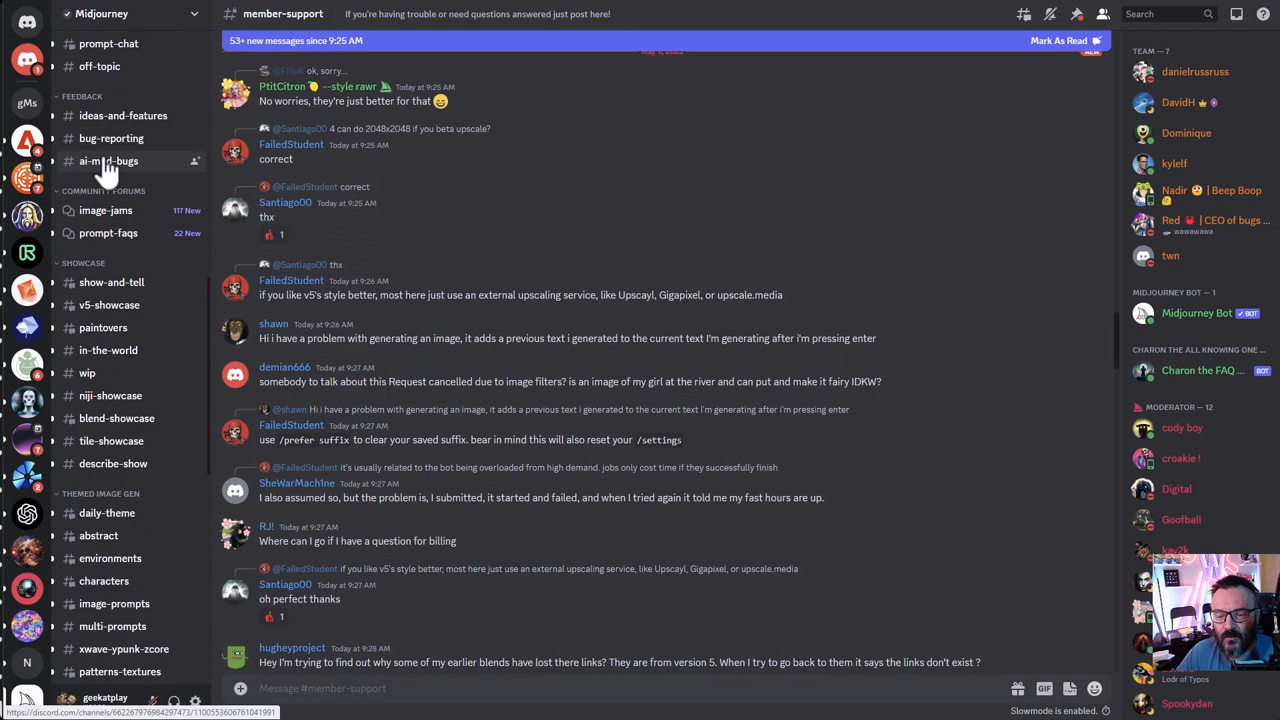 Midjourney
# member-support
If you're having trouble or need questions answered just post here!
Search
prompt-chat
off-topic
FEEDBACK
ideas-and-features
bug-reporting
COMMUNITY FORUMS
image-jams 117 New
prompt-faqs 22 New
SHOWCASE
show-and-tell
v5-showcase
paintovers
in-the-world
wip
niji-showcase
blend-showcase
tile-showcase
describe-show
THEMED IMAGE GEN
daily-theme
abstract
environments
characters
image-prompts
multi-prompts
xwave-ypunk-zcore
patterns-textures
geekatplay
https://discord.com/channels/662267976984297473/1100553606761041991
gMs
N
1
4
7
6
7
2
53+ new messages since 9:25 AM
Mark As Read
NEW
@FilipK ok, sorry...
PtitCitron 🍋 --style rawr Today at 9:25 AM
No worries, they're just better for that 😄
@Santiago00 4 can do 2048x2048 if you beta upscale?
FailedStudent Today at 9:25 AM
correct
@FailedStudent correct
Santiago00 Today at 9:25 AM
thx
1
@Santiago00 thx
FailedStudent Today at 9:26 AM
if you like v5's style better, most here just use an external upscaling service, like Upscayl, Gigapixel, or upscale.media
shawn Today at 9:26 AM
Hi i have a problem with generating an image, it adds a previous text i generated to the current text I'm generating after i'm pressing enter
demian666 Today at 9:27 AM
somebody to talk about this Request cancelled due to image filters? is an image of my girl at the river and can put and make it fairy IDKW?
@shawn Hi i have a problem with generating an image, it adds a previous text i generated to the current text I'm generating after i'm pressing enter
FailedStudent Today at 9:27 AM
use /prefer suffix to clear your saved suffix. bear in mind this will also reset your /settings
@FailedStudent it's usually related to the bot being overloaded from high demand. jobs only cost time if they successfully finish
SheWarMach1ne Today at 9:27 AM
I also assumed so, but the problem is, I submitted, it started and failed, and when I tried again it told me my fast hours are up.
RJ! Today at 9:27 AM
Where can I go if I have a question for billing
@FailedStudent if you like v5's style better, most here just use an external upscaling service, like Upscayl, Gigapixel, or upscale.media
Santiago00 Today at 9:27 AM
oh perfect thanks
1
hugheyproject Today at 9:28 AM
Hey I'm trying to find out why some of my earlier blends have lost there links? They are from version 5. When I try to go back to them it says the links don't exist ?
Message #member-support
GIF
Slowmode is enabled.
TEAM — 7
danielrussruss
DavidH
Dominique
kylelf
Nadir 😮 | Beep Boop
Red | CEO of bugs ...
wawawawa
twn
MIDJOURNEY BOT — 1
Midjourney Bot ✓ BOT
CHARON THE ALL KNOWING ONE ...
Charon the FAQ ... BOT
MODERATOR — 12
cody boy
croakie !
Digital
Goofball
kay2k
Lodr of Typos
Spookydan